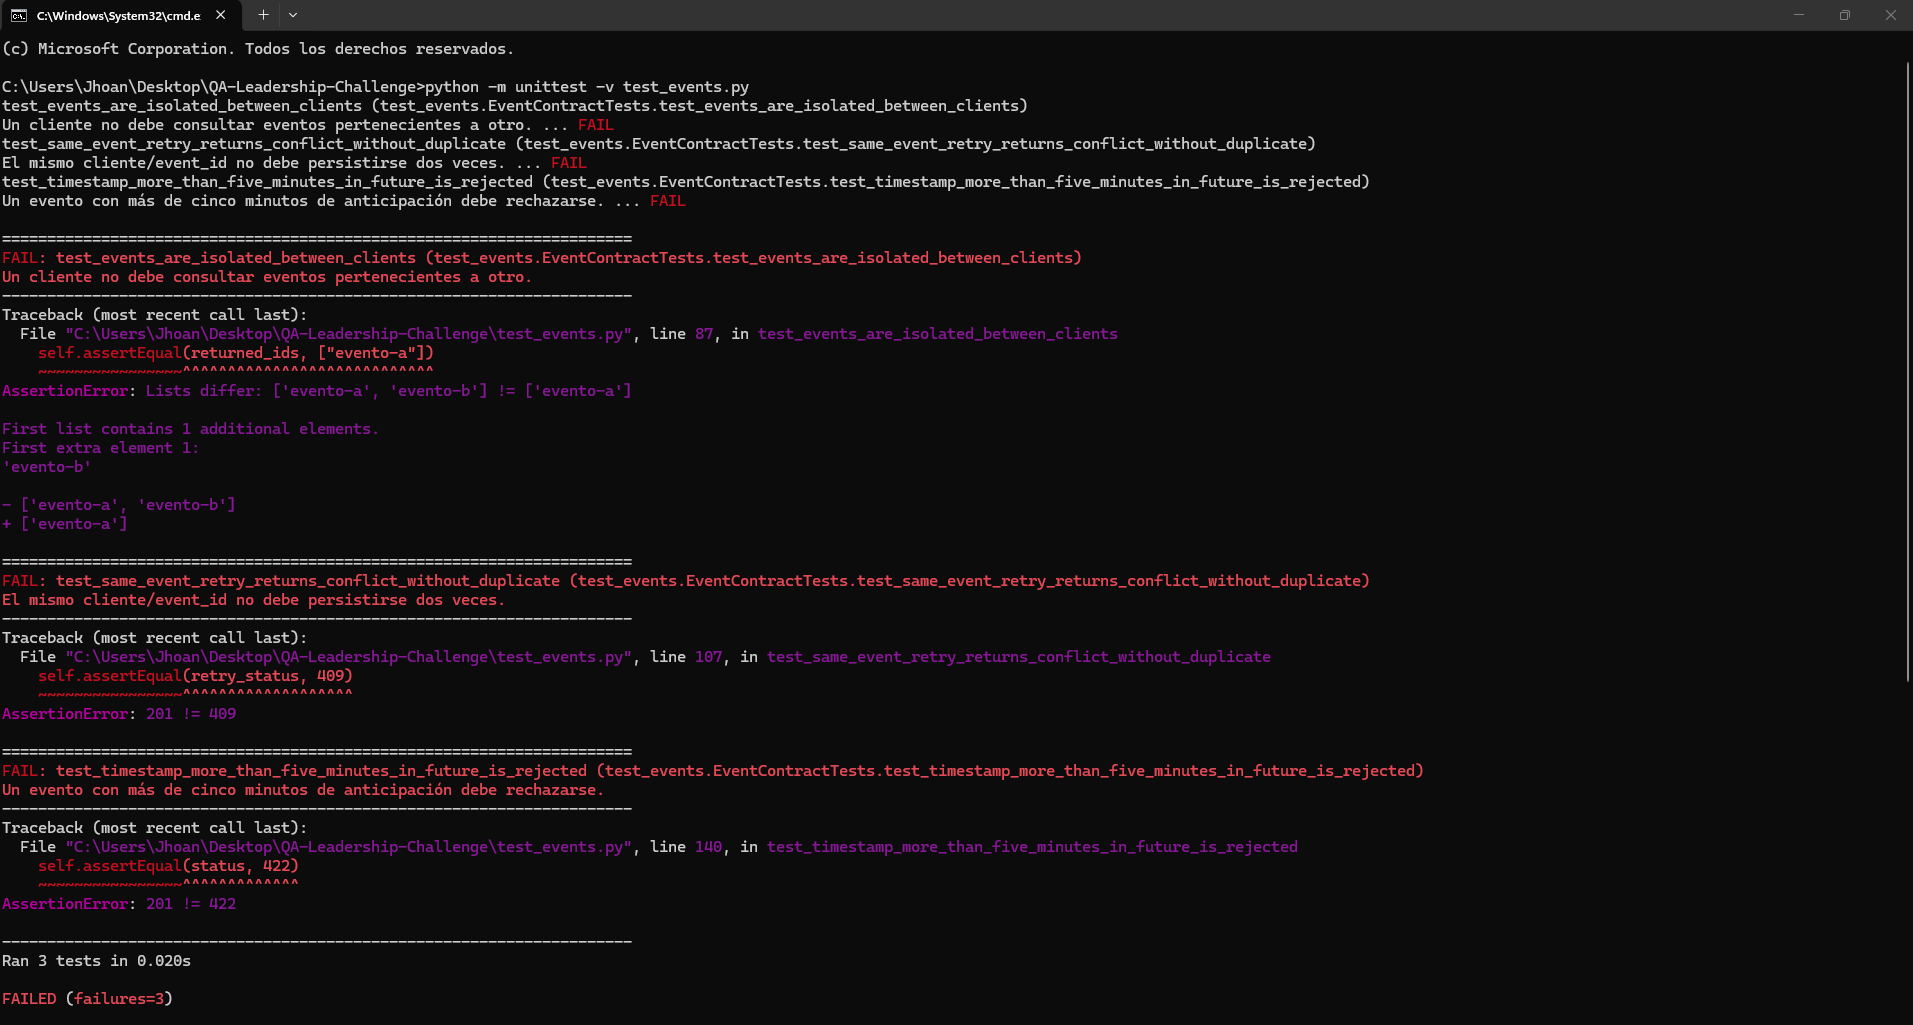 C:\Windows\System32\cmd.e
(c) Microsoft Corporation. Todos los derechos reservados.
C:\Users\Jhoan\Desktop\QA-Leadership-Challenge>python -m unittest -v test_events.py
test_events_are_isolated_between_clients (test_events.EventContractTests.test_events_are_isolated_between_clients)
Un cliente no debe consultar eventos pertenecientes a otro. ... FAIL
test_same_event_retry_returns_conflict_without_duplicate (test_events.EventContractTests.test_same_event_retry_returns_conflict_without_duplicate)
El mismo cliente/event_id no debe persistirse dos veces. ... FAIL
test_timestamp_more_than_five_minutes_in_future_is_rejected (test_events.EventContractTests.test_timestamp_more_than_five_minutes_in_future_is_rejected)
Un evento con más de cinco minutos de anticipación debe rechazarse. ... FAIL
======================================================================
FAIL: test_events_are_isolated_between_clients (test_events.EventContractTests.test_events_are_isolated_between_clients)
Un cliente no debe consultar eventos pertenecientes a otro.
----------------------------------------------------------------------
Traceback (most recent call last):
  File "C:\Users\Jhoan\Desktop\QA-Leadership-Challenge\test_events.py", line 87, in test_events_are_isolated_between_clients
    self.assertEqual(returned_ids, ["evento-a"])
    ~~~~~~~~~~~~~~~~^^^^^^^^^^^^^^^^^^^^^^^^^^^^
AssertionError: Lists differ: ['evento-a', 'evento-b'] != ['evento-a']
First list contains 1 additional elements.
First extra element 1:
'evento-b'
- ['evento-a', 'evento-b']
+ ['evento-a']
======================================================================
FAIL: test_same_event_retry_returns_conflict_without_duplicate (test_events.EventContractTests.test_same_event_retry_returns_conflict_without_duplicate)
El mismo cliente/event_id no debe persistirse dos veces.
----------------------------------------------------------------------
Traceback (most recent call last):
  File "C:\Users\Jhoan\Desktop\QA-Leadership-Challenge\test_events.py", line 107, in test_same_event_retry_returns_conflict_without_duplicate
    self.assertEqual(retry_status, 409)
    ~~~~~~~~~~~~~~~~^^^^^^^^^^^^^^^^^^^
AssertionError: 201 != 409
======================================================================
FAIL: test_timestamp_more_than_five_minutes_in_future_is_rejected (test_events.EventContractTests.test_timestamp_more_than_five_minutes_in_future_is_rejected)
Un evento con más de cinco minutos de anticipación debe rechazarse.
----------------------------------------------------------------------
Traceback (most recent call last):
  File "C:\Users\Jhoan\Desktop\QA-Leadership-Challenge\test_events.py", line 140, in test_timestamp_more_than_five_minutes_in_future_is_rejected
    self.assertEqual(status, 422)
    ~~~~~~~~~~~~~~~~^^^^^^^^^^^^^
AssertionError: 201 != 422
----------------------------------------------------------------------
Ran 3 tests in 0.020s
FAILED (failures=3)